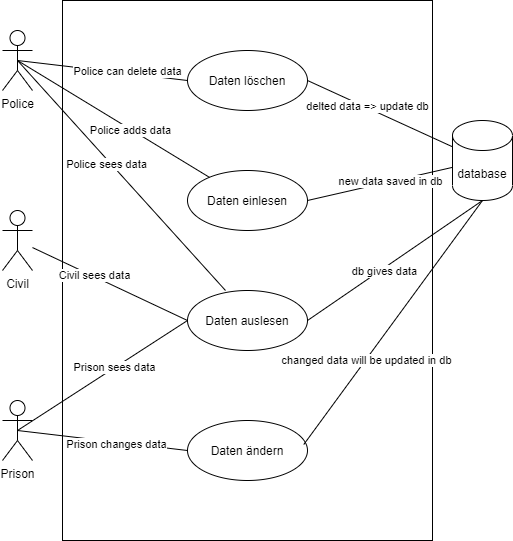 Police can delete data
Daten löschen
delted data => update db
Police
Police adds data
Police sees data
Daten einlesen
new data saved in db
database
Civil
Civil sees data
db gives data
Daten auslesen
Prison sees data
changed data will be updated in db
Prison
Prison changes data
Daten ändern